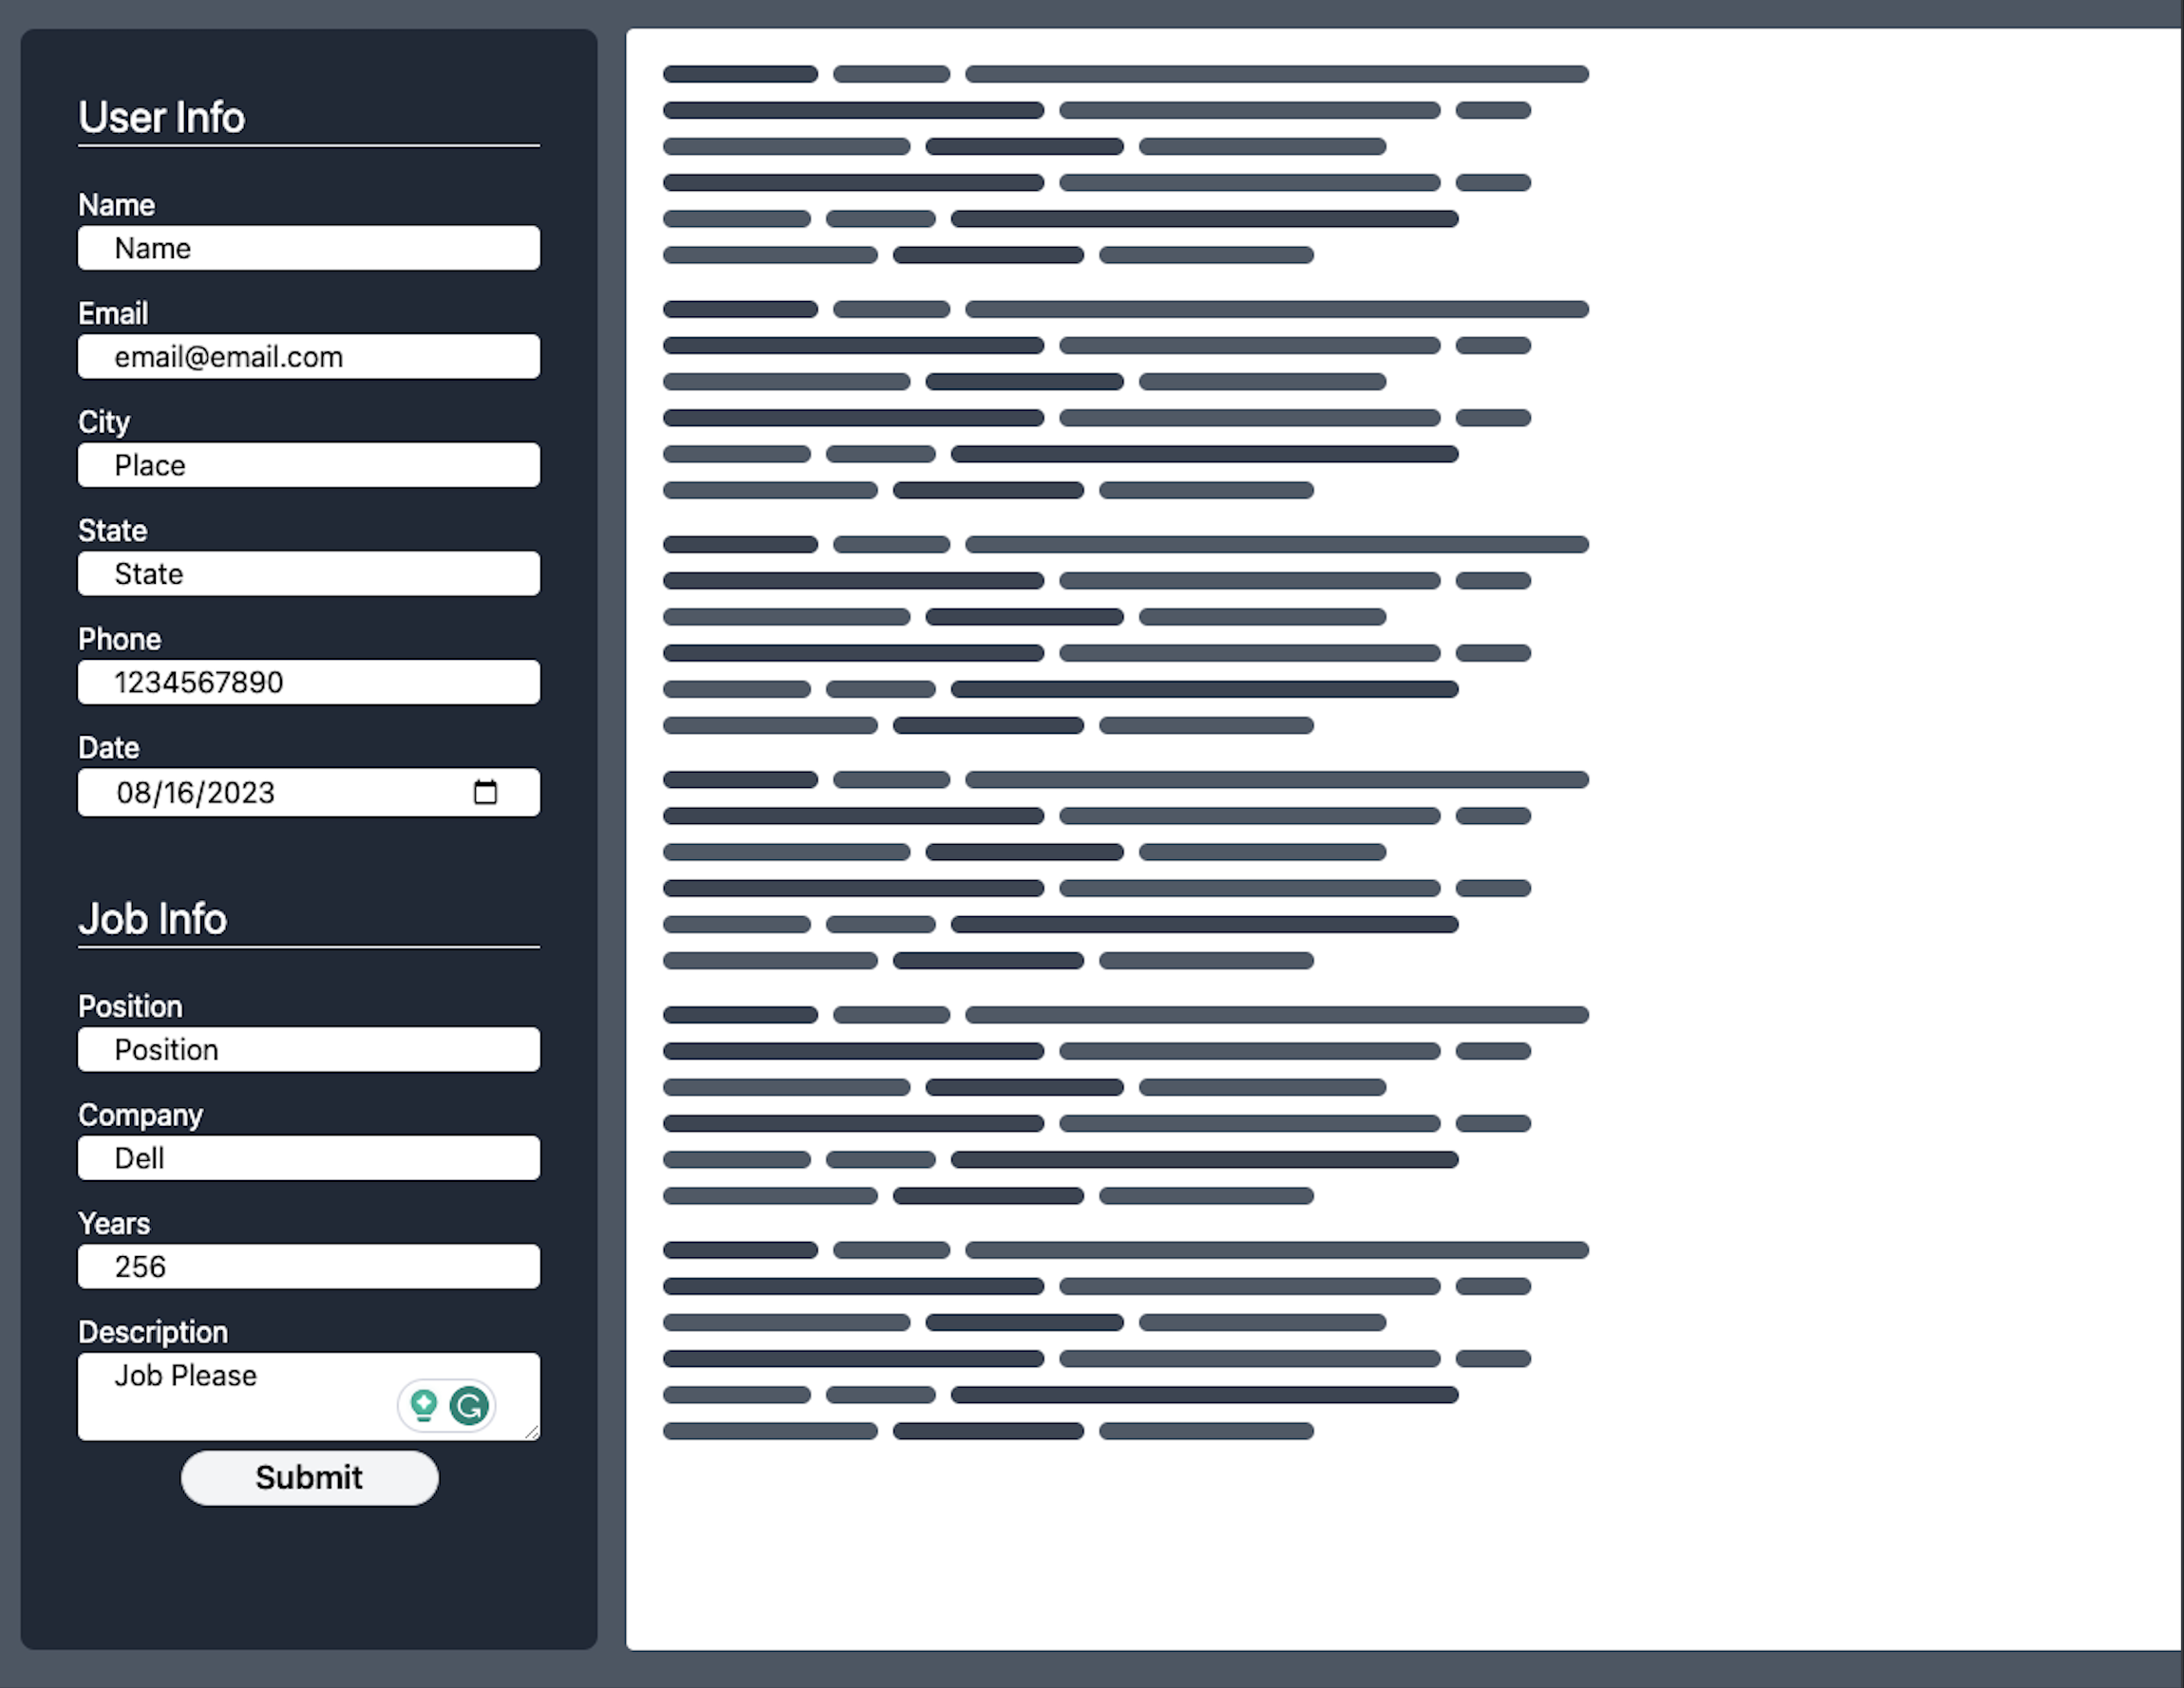 User Info
Name
Name
Email
email@email.com
City
Place
State
State
Phone
1234567890
Date
08/16/2023
Job Info
Position
Position
Company
Dell
Years
256
Description
Job Please
Submit